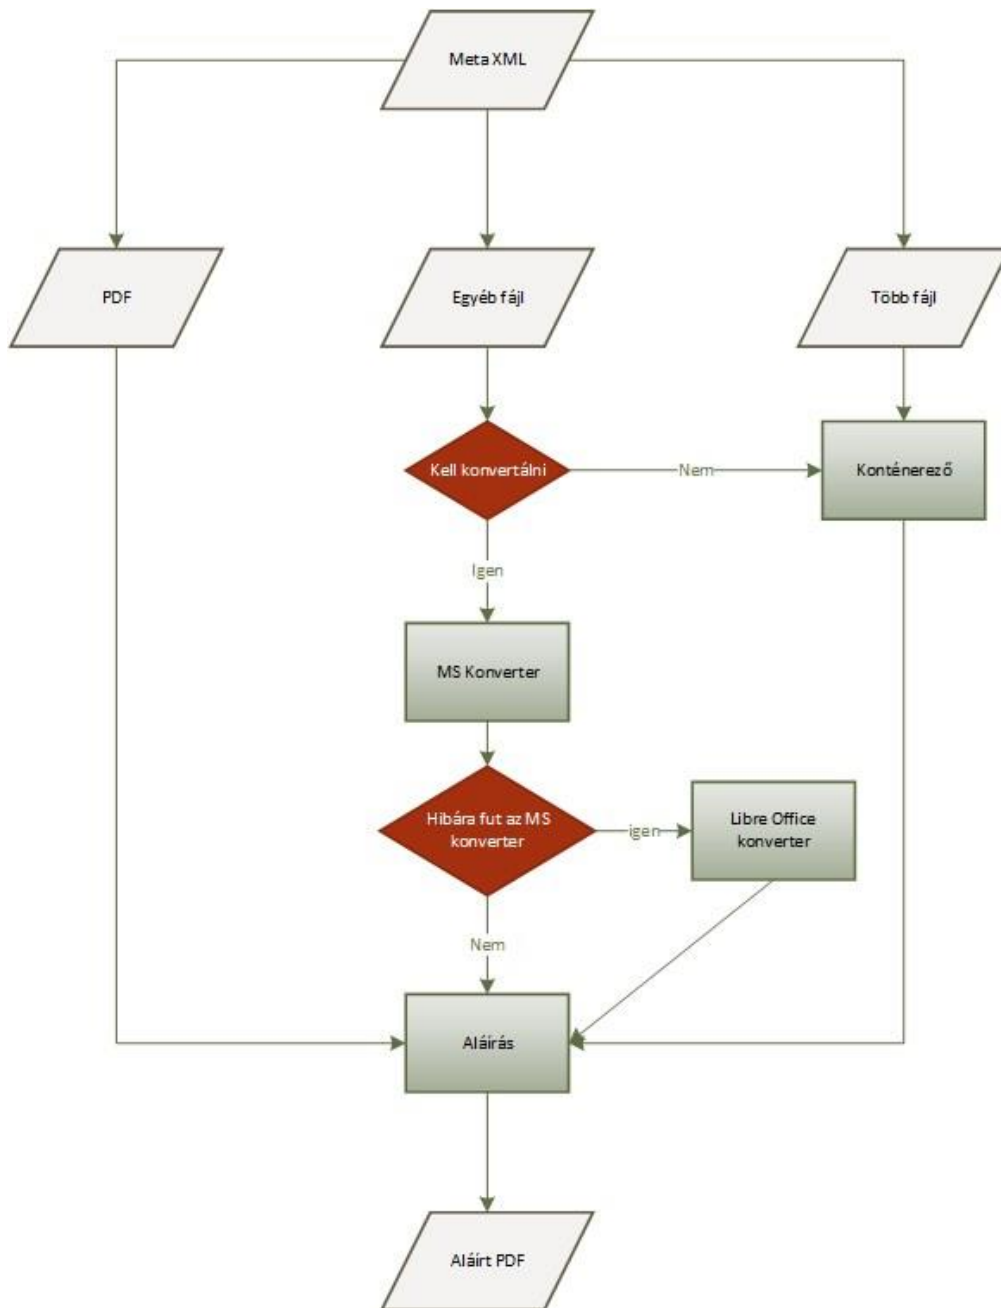 Meta XML
PDF
Egyéb fájl
Több fájl
Kell konvertálni
Nem
Konténerező
Igen
MS Konverter
Hibára fut az MS
konverter
igen
Libre Office
konverter
Nem
Aláírás
Aláírt PDF